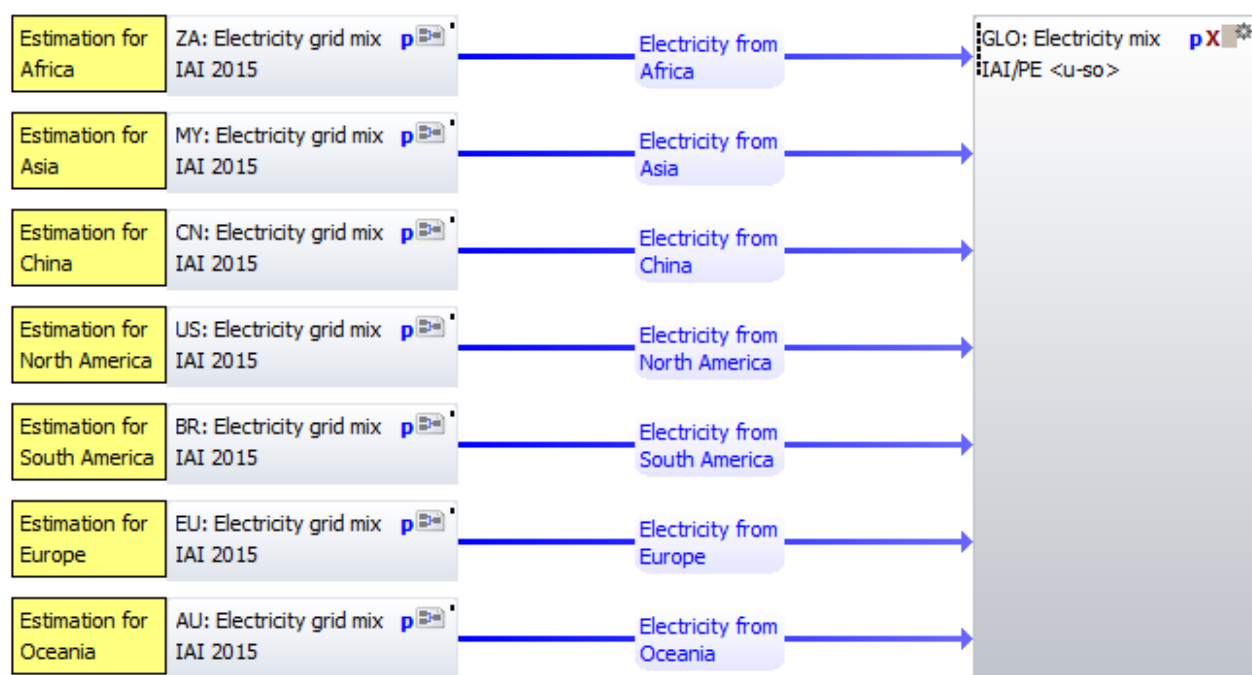 Estimation for
Africa
ZA: Electricity grid mix p
IAI 2015
Electricity from
Africa
GLO: Electricity mix pX
IAI/PE <u-so>
Estimation for
Asia
MY: Electricity grid mix p
IAI 2015
Electricity from
Asia
Estimation for
China
CN: Electricity grid mix p
IAI 2015
Electricity from
China
Estimation for
North America
US: Electricity grid mix p
IAI 2015
Electricity from
North America
Estimation for
South America
BR: Electricity grid mix p
IAI 2015
Electricity from
South America
Estimation for
Europe
EU: Electricity grid mix p
IAI 2015
Electricity from
Europe
Estimation for
Oceania
AU: Electricity grid mix p
IAI 2015
Electricity from
Oceania